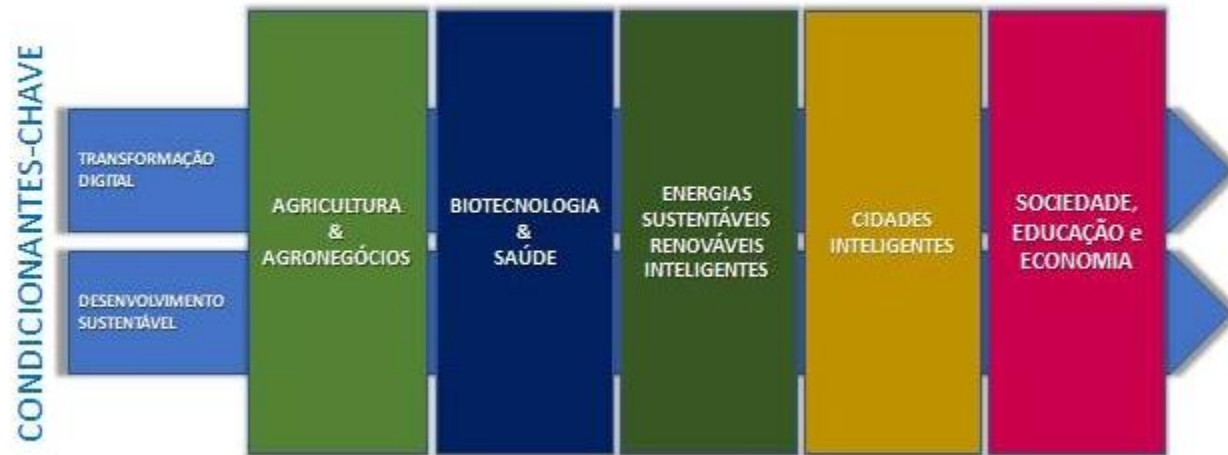 CONDICIONANTES-CHAVE
TRANSFORMAÇÃO
DIGITAL
DESENVOLVIMENTO
SUSTENTÁVEL
AGRICULTURA
&
AGRONEGÓCIOS
BIOTECNOLOGIA
&
SAÚDE
ENERGIAS
SUSTENTÁVEIS
RENOVÁVEIS
INTELIGENTES
CIDADES
INTELIGENTES
SOCIEDADE,
EDUCAÇÃO e
ECONOMIA